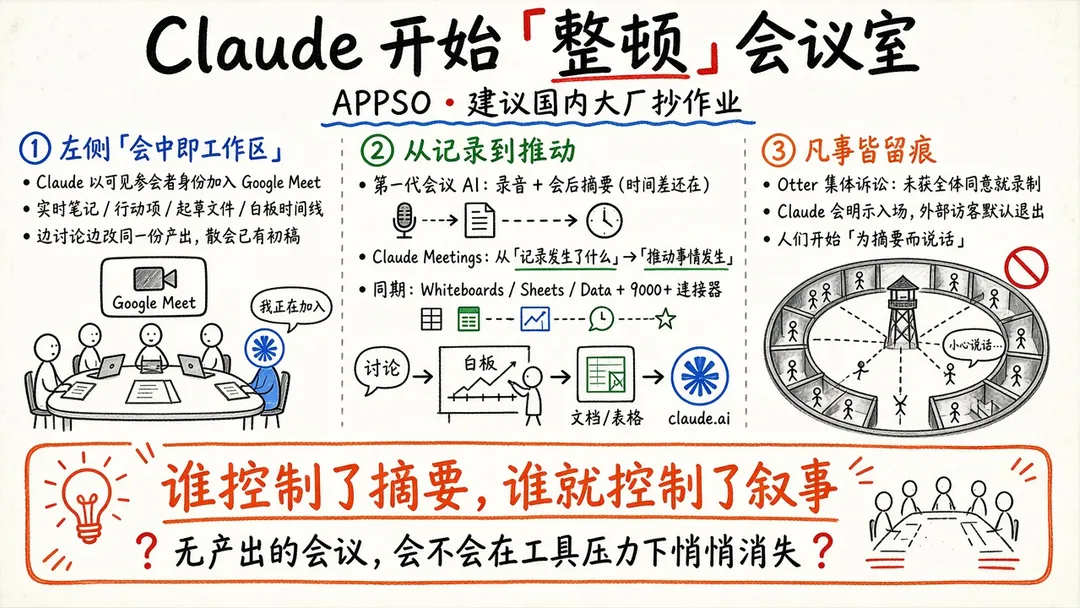 Claude 开始「整顿」会议室
APPSO・建议国内大厂抄作业
① 左侧「会中即工作区」
• Claude 以可见参会者身份加入 Google Meet
• 实时笔记 / 行动项 / 起草文件 / 白板时间线
• 边讨论边改同一份产出，散会已有初稿
Google Meet
我正在加入
② 从记录到推动
• 第一代会议 AI：录音 + 会后摘要（时间差还在）
• Claude Meetings：从「记录发生了什么」→「推动事情发生」
• 同期：Whiteboards / Sheets / Data + 9000+ 连接器
讨论
白板
文档/表格
claude.ai
③ 凡事皆留痕
• Otter 集体诉讼：未获全体同意就录制
• Claude 会明示入场，外部访客默认退出
• 人们开始「为摘要而说话」
小心说话…
谁控制了摘要，谁就控制了叙事
? 无产出的会议，会不会在工具压力下悄悄消失 ?